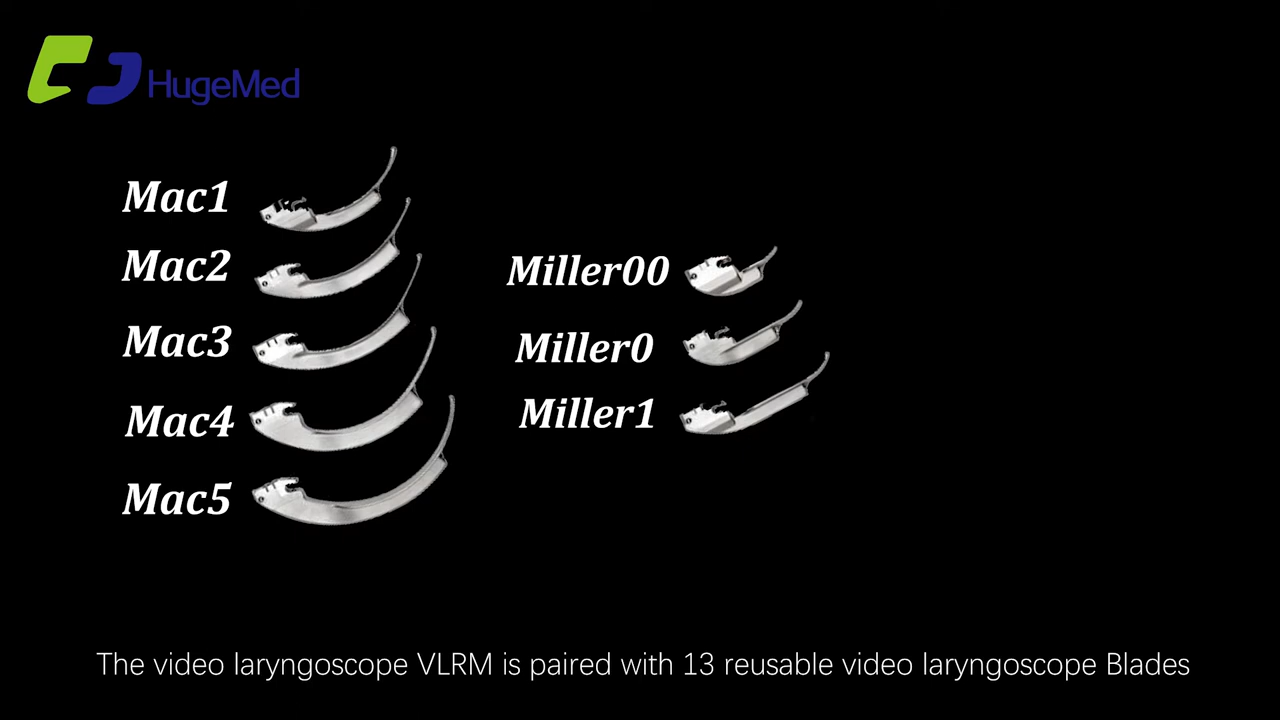 HugeMed
Mac1
Mac2
Mac3
Mac4
Mac5
Miller00
Miller0
Miller1
The video laryngoscope VLRM is paired with 13 reusable video laryngoscope Blades